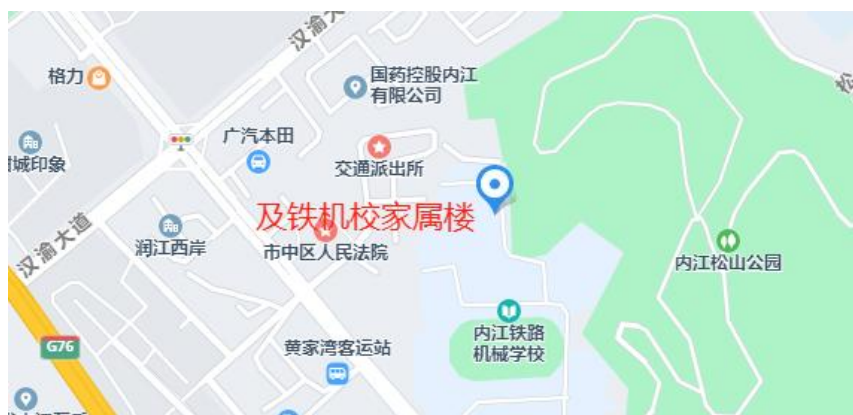 汉渝大
松
格力
国药控股内江
有限公司
广汽本田
城印象
交通派出所
及铁机校家属楼
汉渝大道
润江西岸
市中区人民法院
内江松山公园
G76
内江铁路
机械学校
黄家湾客运站